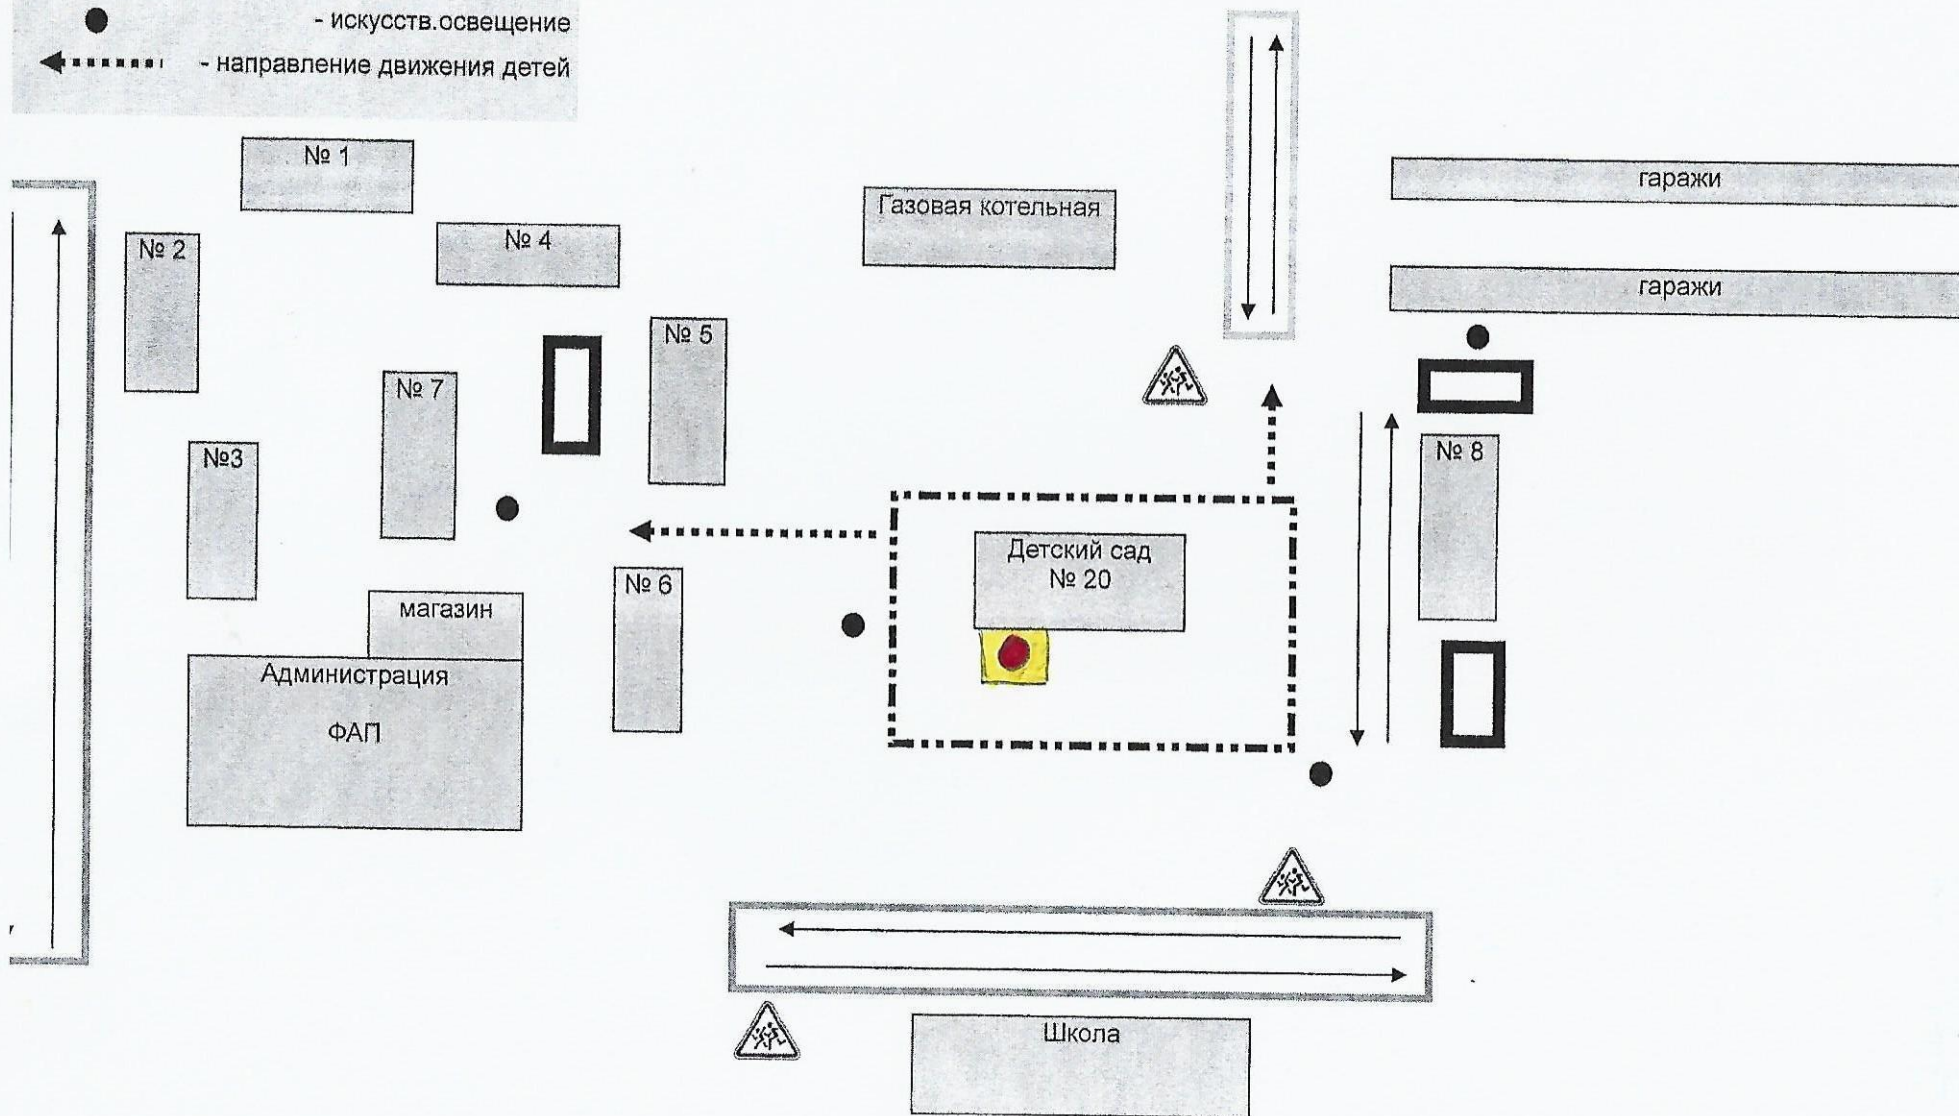 - искусств.освещение
- направление движения детей
№ 1
№ 2
№ 4
Газовая котельная
гаражи
гаражи
№ 5
№ 7
№3
№ 8
Детский сад
№ 20
№ 6
магазин
Администрация
ФАП
Школа